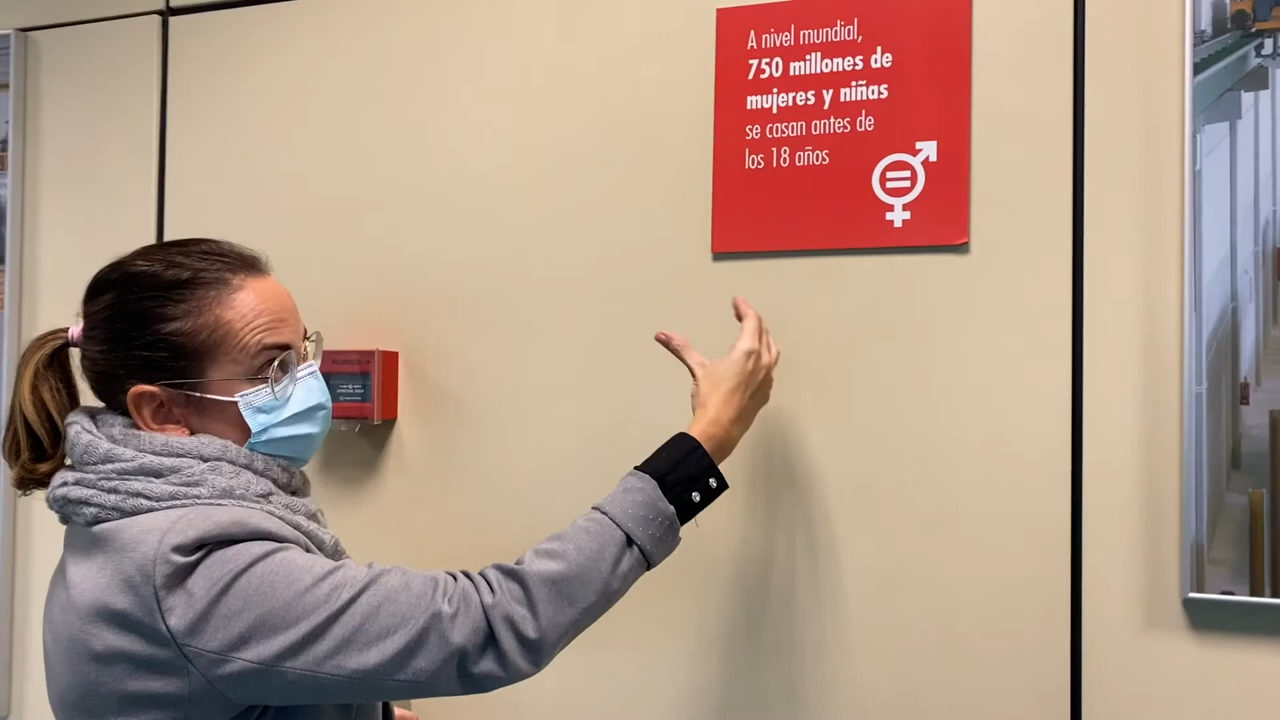 A nivel mundial,
750 millones de
mujeres y niñas
se casan antes de
los 18 años